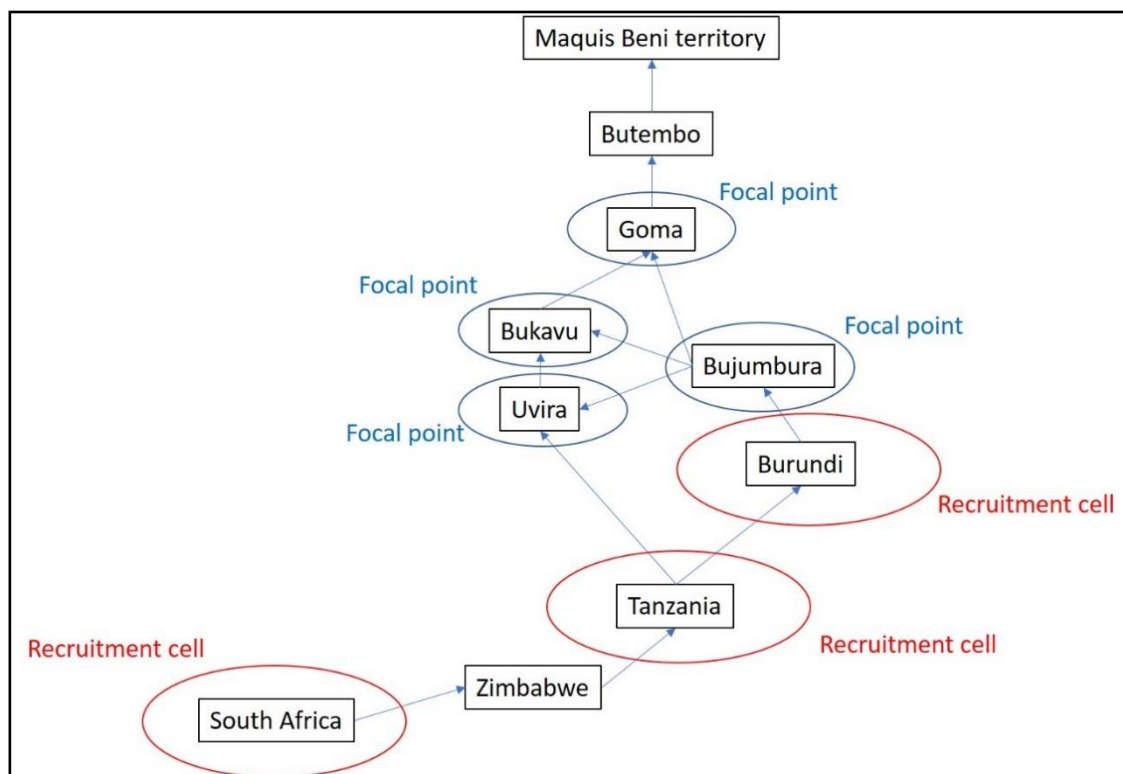 Maquis Beni territory
Butembo
Focal point
Goma
Focal point
Bukavu
Focal point
Bujumbura
Uvira
Focal point
Burundi
Recruitment cell
Tanzania
Recruitment cell
Recruitment cell
Zimbabwe
South Africa